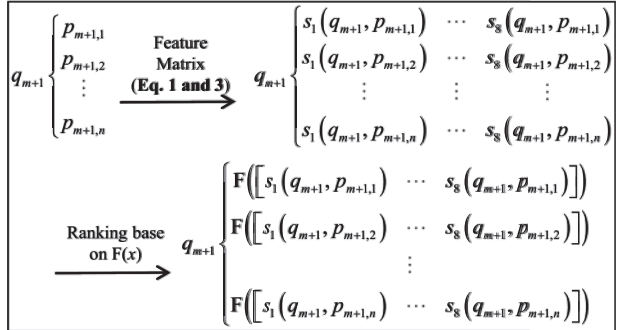 q_{m+1} { p_{m+1,1} p_{m+1,2} ⋮ p_{m+1,n}
Feature
Matrix
(Eq. 1 and 3)
q_{m+1} { s_1(q_{m+1}, p_{m+1,1}) ⋯ s_8(q_{m+1}, p_{m+1,1})
s_1(q_{m+1}, p_{m+1,2}) ⋯ s_8(q_{m+1}, p_{m+1,2})
⋮ ⋮ ⋮
s_1(q_{m+1}, p_{m+1,n}) ⋯ s_8(q_{m+1}, p_{m+1,n})
Ranking base
on F(x)
q_{m+1} { F([s_1(q_{m+1}, p_{m+1,1}) ⋯ s_8(q_{m+1}, p_{m+1,1})])
F([s_1(q_{m+1}, p_{m+1,2}) ⋯ s_8(q_{m+1}, p_{m+1,2})])
⋮
F([s_1(q_{m+1}, p_{m+1,n}) ⋯ s_8(q_{m+1}, p_{m+1,n})])